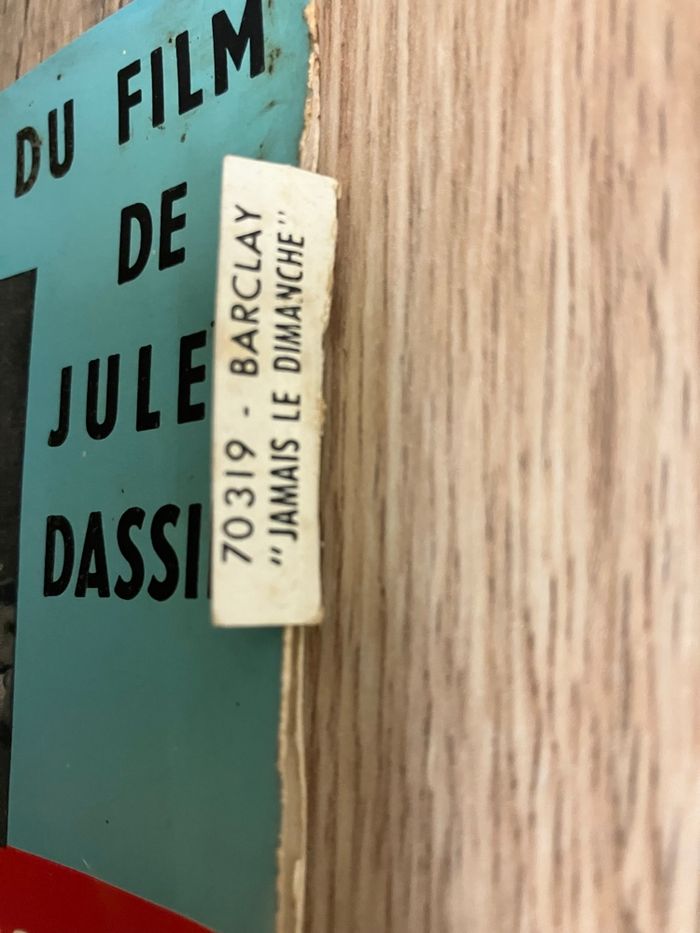 DU FILM
DE
JULE
DASSI
70319 - BARCLAY
"JAMAIS LE DIMANCHE"